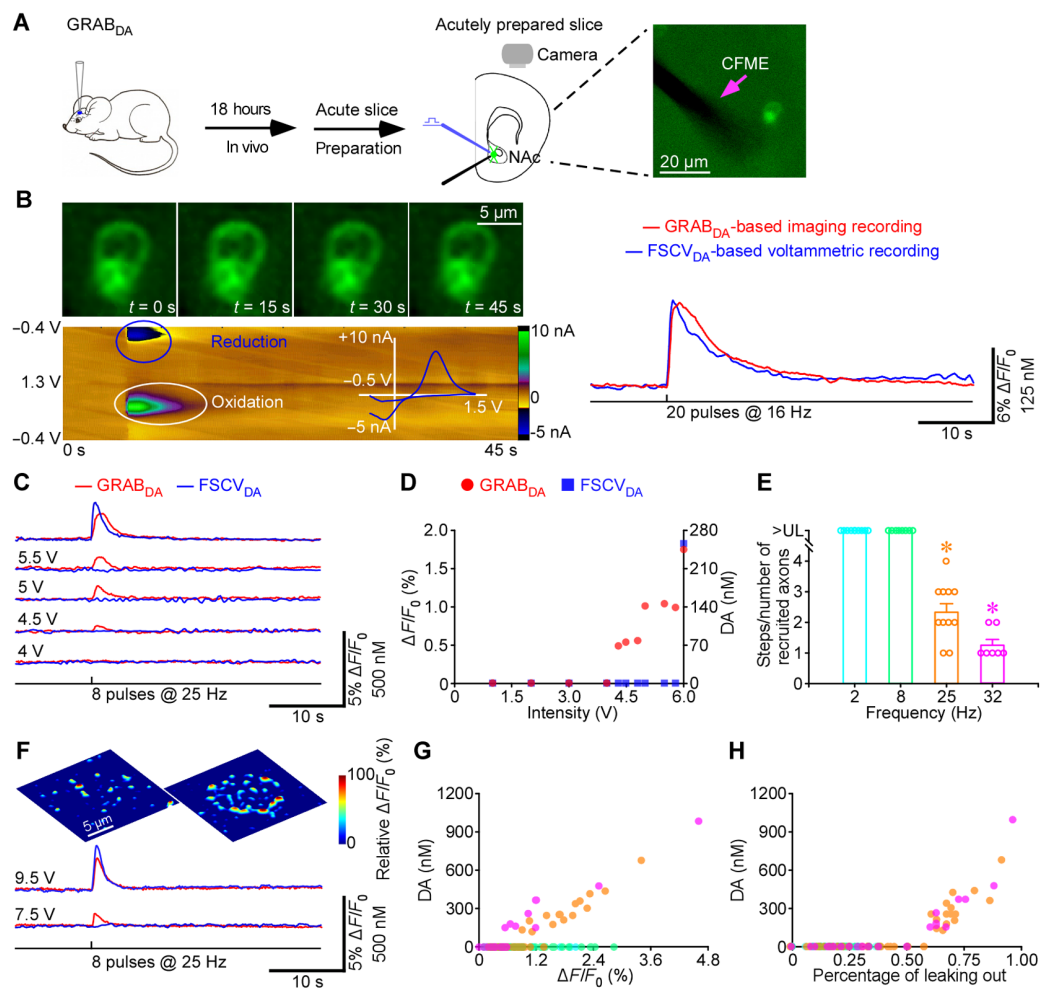 A
GRAB_DA
18 hours
In vivo
Acute slice
Preparation
Acutely prepared slice
Camera
NAc
CFME
20 μm
B
5 μm
t = 0 s
t = 15 s
t = 30 s
t = 45 s
−0.4 V
1.3 V
−0.4 V
Reduction
Oxidation
+10 nA
−0.5 V
1.5 V
−5 nA
10 nA
0
−5 nA
0 s
45 s
GRAB_DA-based imaging recording
FSCV_DA-based voltammetric recording
20 pulses @ 16 Hz
6% ΔF/F0
125 nM
10 s
C
GRAB_DA
FSCV_DA
5.5 V
5 V
4.5 V
4 V
8 pulses @ 25 Hz
5% ΔF/F0
500 nM
10 s
D
GRAB_DA
FSCV_DA
ΔF/F0 (%)
2.0
1.5
1.0
0.5
0
DA (nM)
280
210
140
70
0
0
1.5
3.0
4.5
6.0
Intensity (V)
E
Steps/number of
recruited axons
>UL
4
3
2
1
*
*
2
8
25
32
Frequency (Hz)
F
5 μm
Relative ΔF/F0 (%)
100
0
9.5 V
7.5 V
8 pulses @ 25 Hz
5% ΔF/F0
500 nM
10 s
G
DA (nM)
1200
900
600
300
0
0
1.2
2.4
3.6
4.8
ΔF/F0 (%)
H
DA (nM)
1200
900
600
300
0
0
0.25
0.50
0.75
1.00
Percentage of leaking out